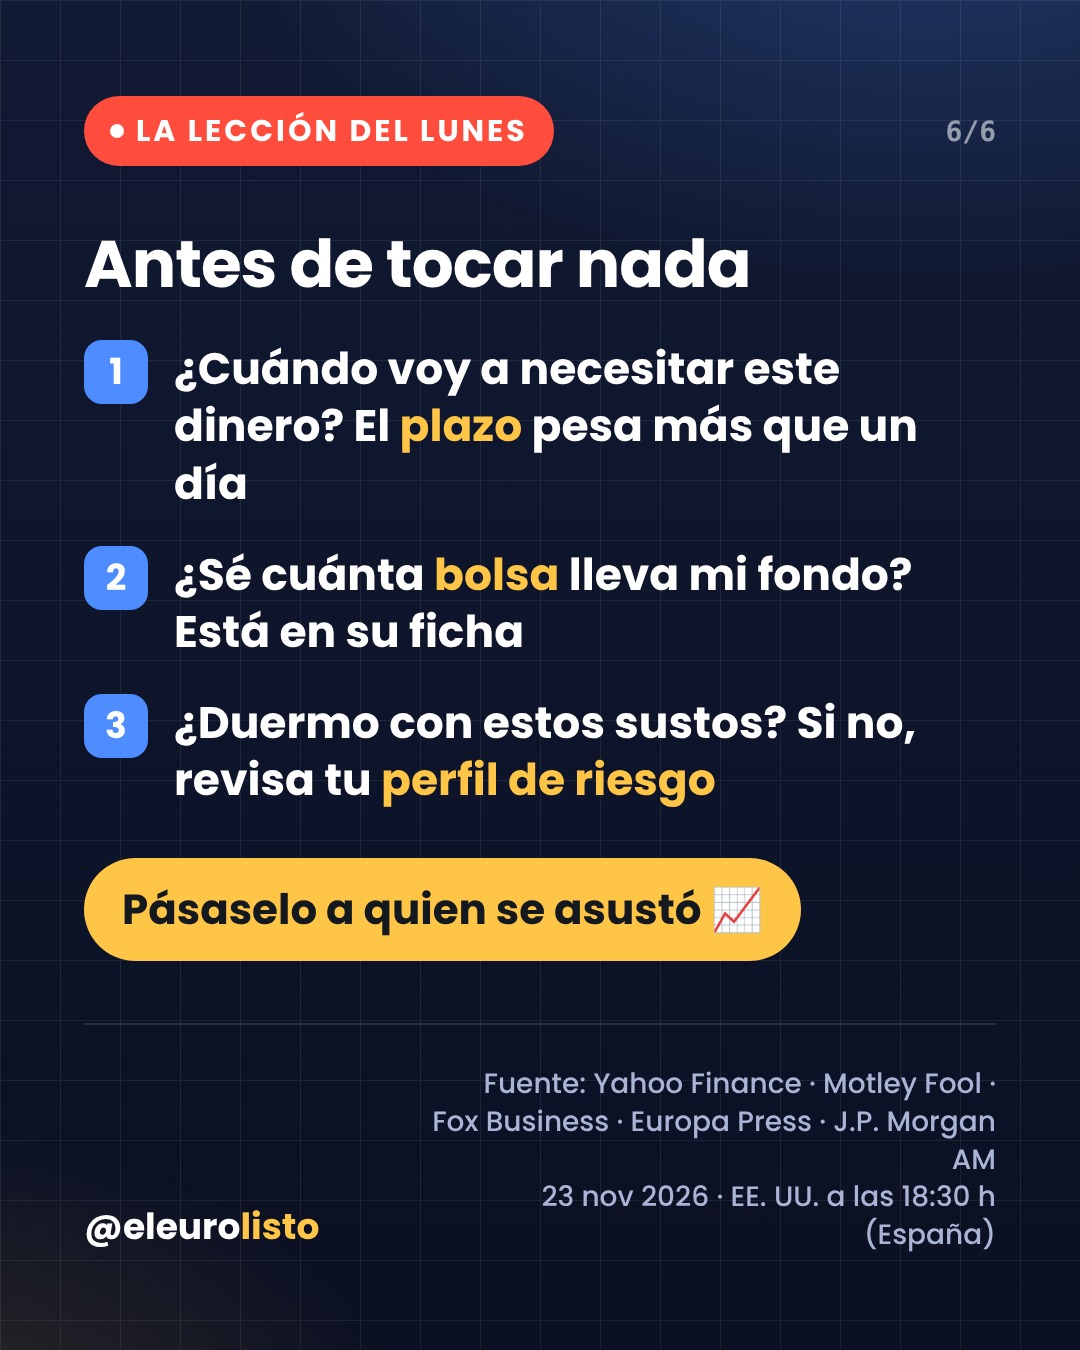 LA LECCIÓN DEL LUNES
6/6
Antes de tocar nada
1 ¿Cuándo voy a necesitar este
dinero? El plazo pesa más que un
día
2 ¿Sé cuánta bolsa lleva mi fondo?
Está en su ficha
3 ¿Duermo con estos sustos? Si no,
revisa tu perfil de riesgo
Pásaselo a quien se asustó 📈
Fuente: Yahoo Finance · Motley Fool ·
Fox Business · Europa Press · J.P. Morgan
AM
23 nov 2026 · EE. UU. a las 18:30 h
(España)
@eleurolisto